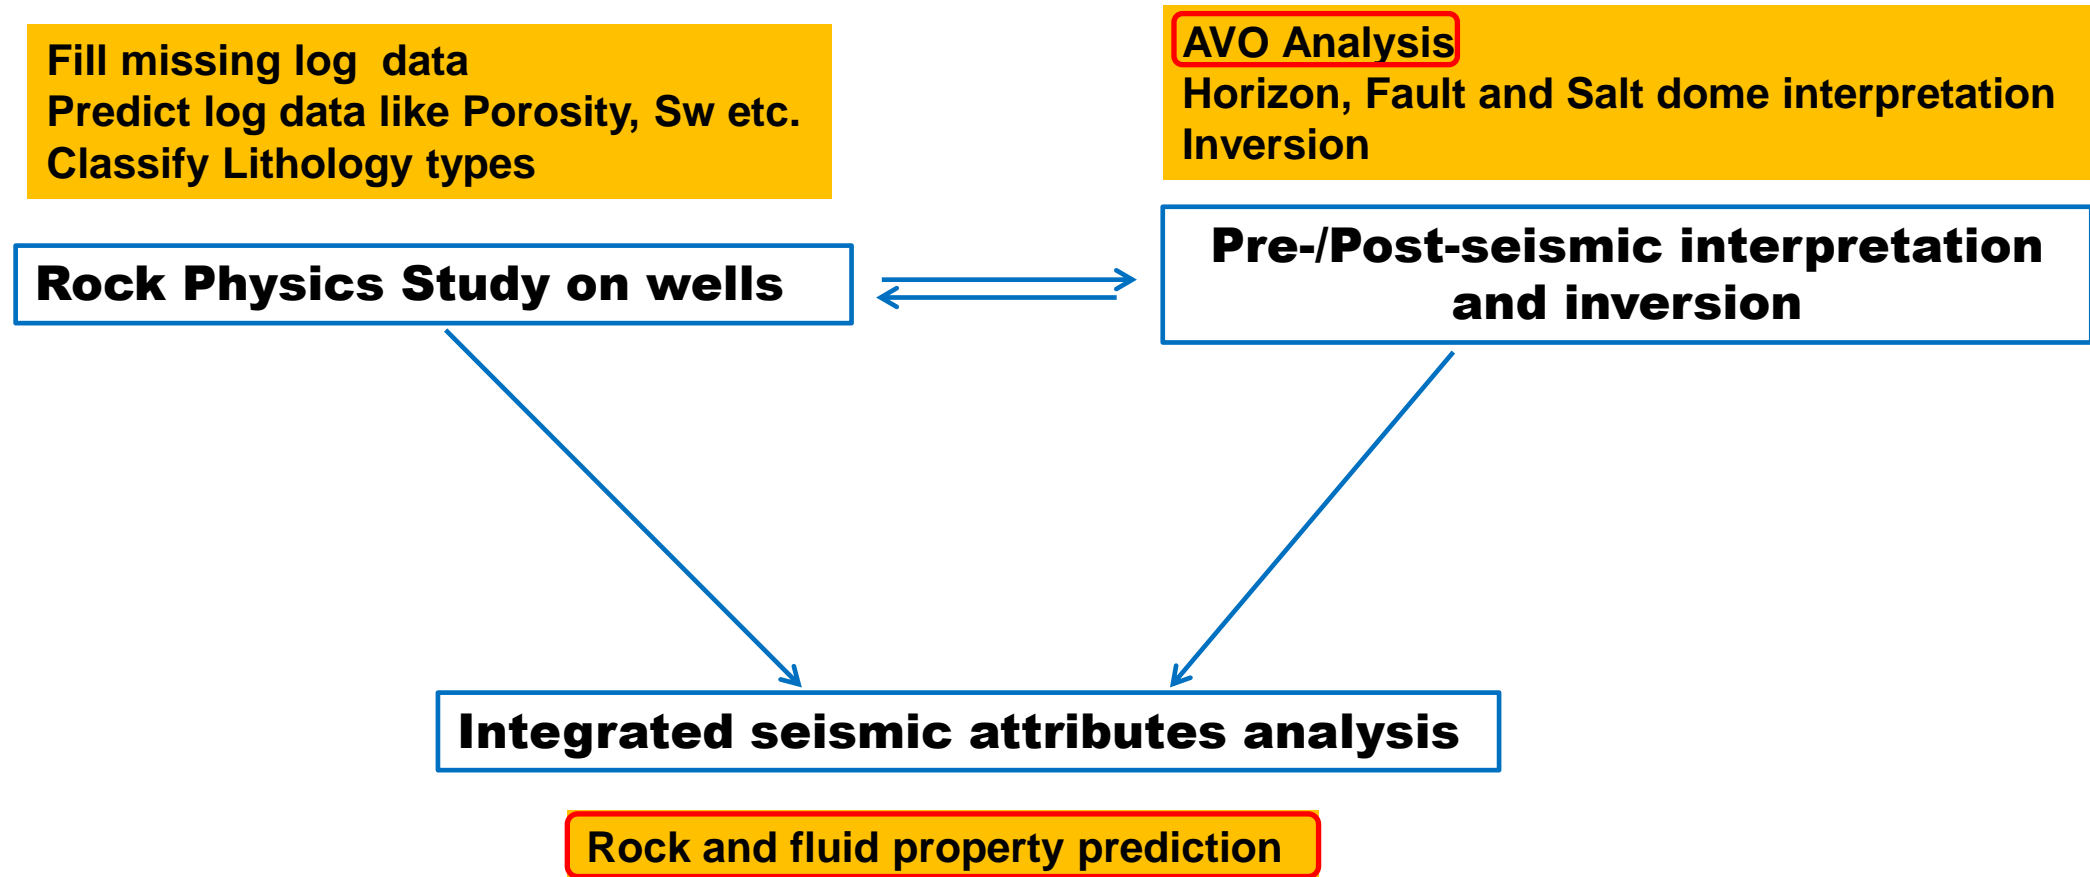 Fill missing log data
Predict log data like Porosity, Sw etc.
Classify Lithology types
AVO Analysis
Horizon, Fault and Salt dome interpretation
Inversion
Rock Physics Study on wells
Pre-/Post-seismic interpretation
and inversion
Integrated seismic attributes analysis
Rock and fluid property prediction